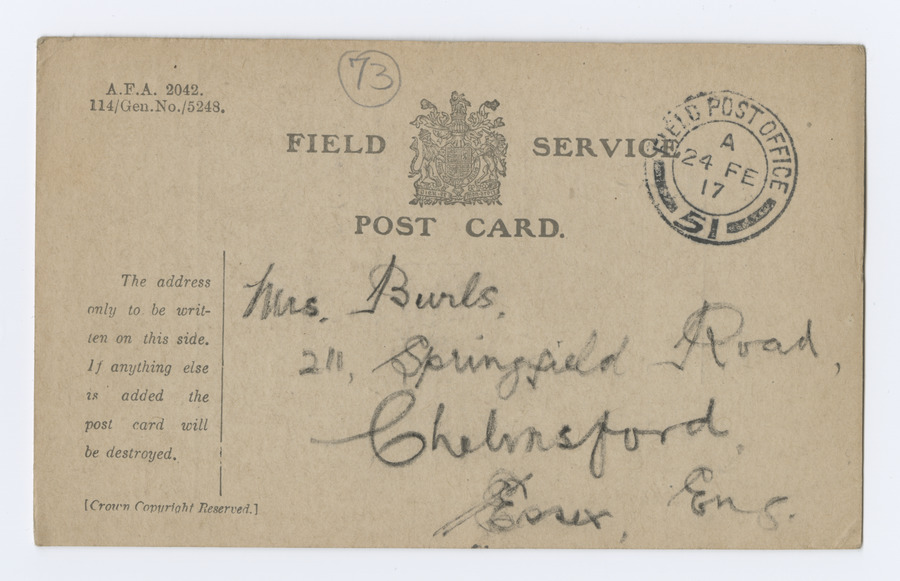 73
A.F.A. 2042.
114/Gen.No./5248.
FIELD SERVICE
POST CARD.
FIELD POST OFFICE
A
24 FE
17
51
The address
only to be writ-
ten on this side.
If anything else
is added the
post card will
be destroyed.
[Crown Copyright Reserved.]
Mrs. Burls,
211, Springfield Road,
Chelmsford,
Essex, Eng.